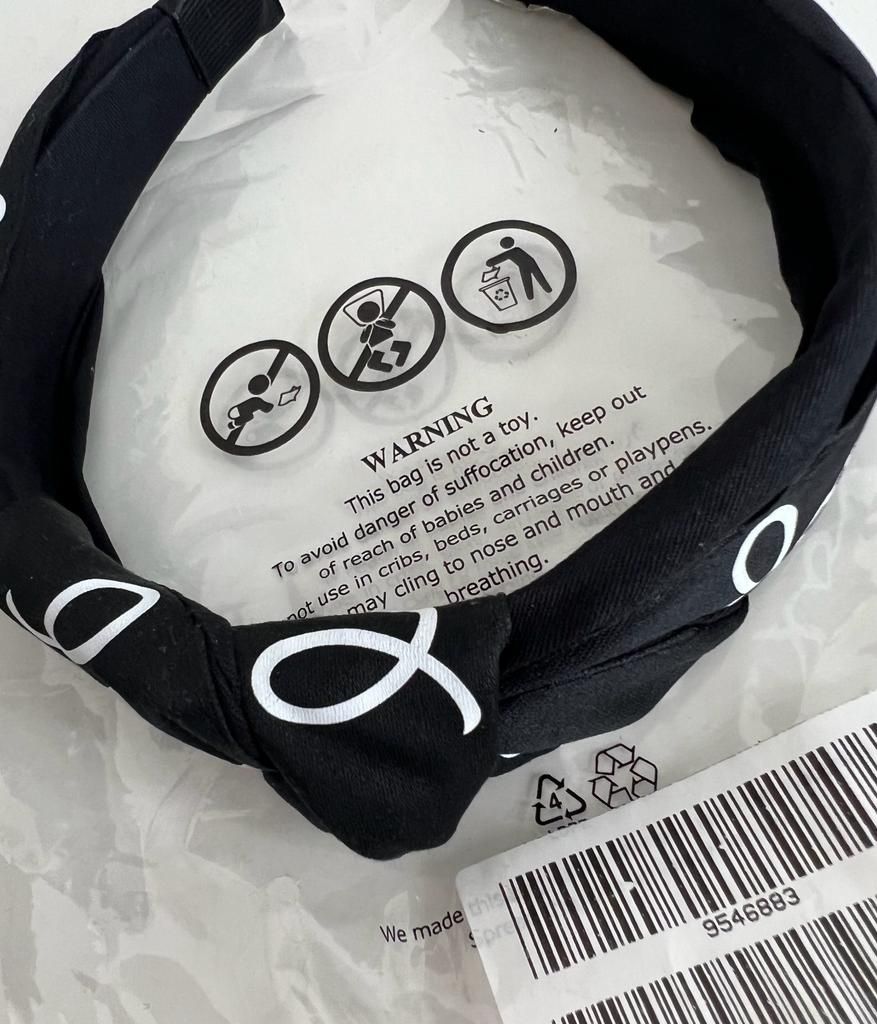 WARNING
This bag is not a toy.
To avoid danger of suffocation, keep out
of reach of babies and children.
not use in cribs, beds, carriages or playpens.
may cling to nose and mouth and
breathing.
4
We made this
Spre
9546883